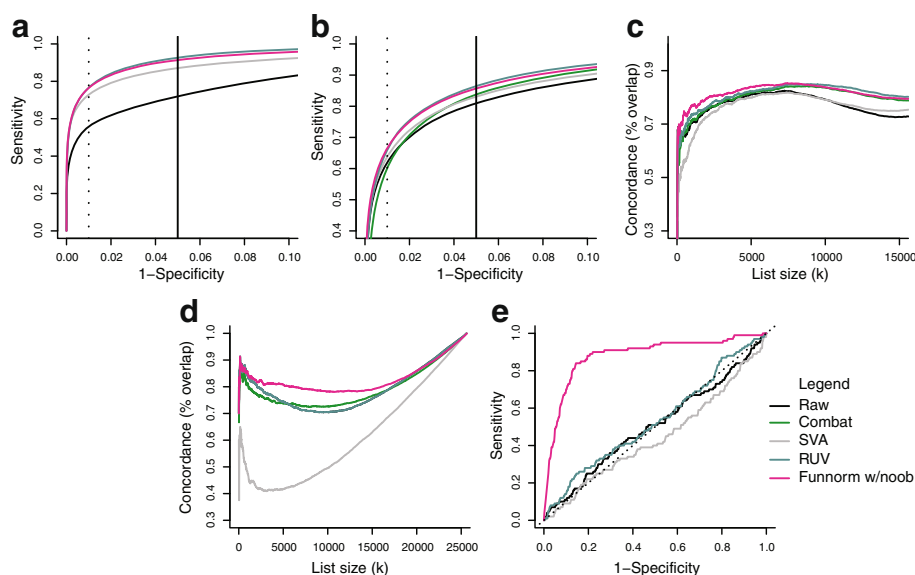 a
1.0
0.8
0.6
0.4
0.2
0.0
Sensitivity
0.00 0.02 0.04 0.06 0.08 0.10
1−Specificity
b
1.0
0.9
0.8
0.7
0.6
0.5
0.4
Sensitivity
0.00 0.02 0.04 0.06 0.08 0.10
1−Specificity
c
0.9
0.7
0.5
0.3
Concordance (% overlap)
0 5000 10000 15000
List size (k)
d
1.0
0.9
0.8
0.7
0.6
0.5
0.4
0.3
Concordance (% overlap)
0 5000 10000 15000 20000 25000
List size (k)
e
1.0
0.8
0.6
0.4
0.2
0.0
Sensitivity
0.0 0.2 0.4 0.6 0.8 1.0
1−Specificity
Legend
Raw
Combat
SVA
RUV
Funnorm w/noob